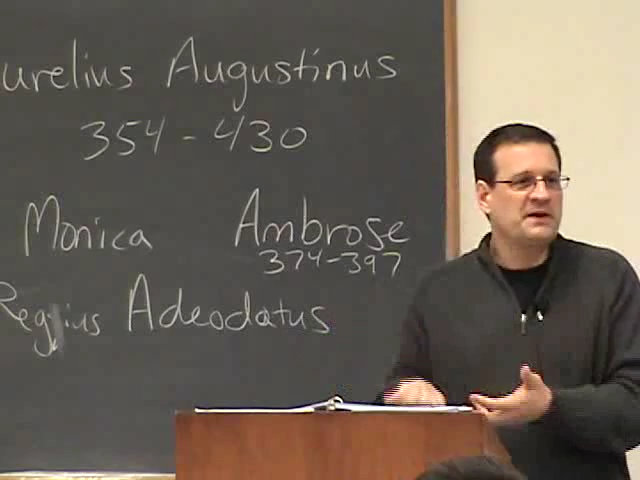 urelius Augustinus
354 - 430
Monica Ambrose
374-397
Adeodatus